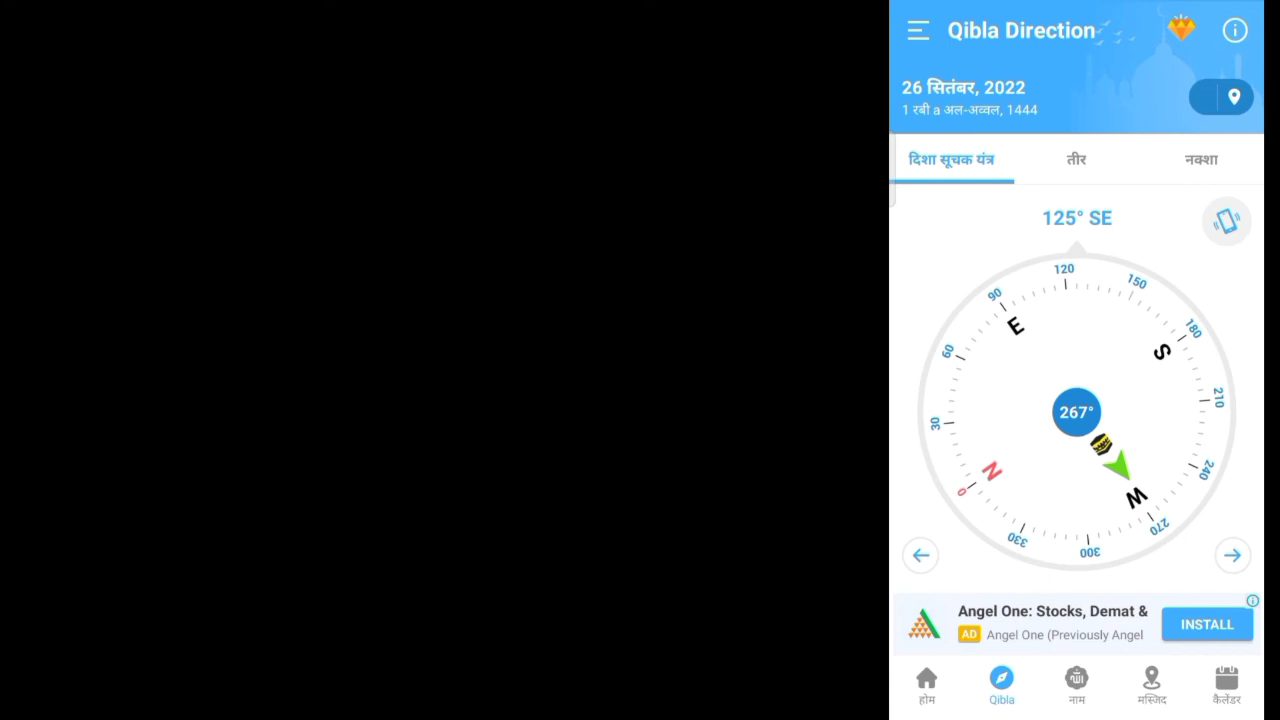 Qibla Direction
26 सितंबर, 2022
1 रबी a अल-अव्वल, 1444
दिशा सूचक यंत्र
तीर
नक्शा
125° SE
120
150
90
180
E
S
60
210
267°
30
240
N
W
0
270
330
300
Angel One: Stocks, Demat &
AD Angel One (Previously Angel
INSTALL
होम
Qibla
नाम
मस्जिद
कैलेंडर